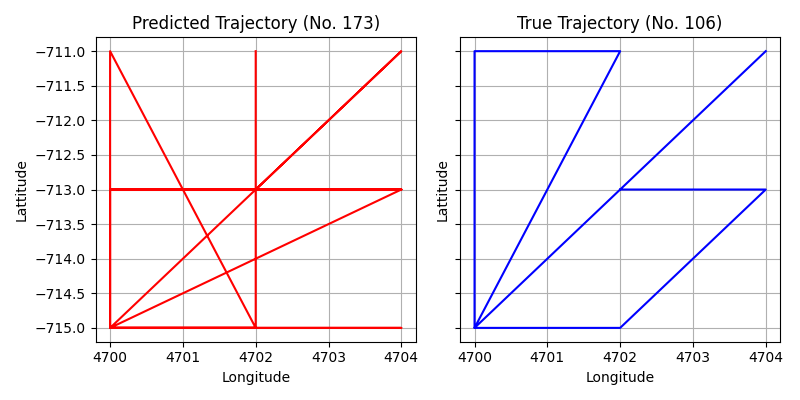 Predicted Trajectory (No. 173)
True Trajectory (No. 106)
−711.0
−711.5
−712.0
−712.5
−713.0
−713.5
−714.0
−714.5
−715.0
Lattitude
Lattitude
4700 4701 4702 4703 4704
4700 4701 4702 4703 4704
Longitude
Longitude